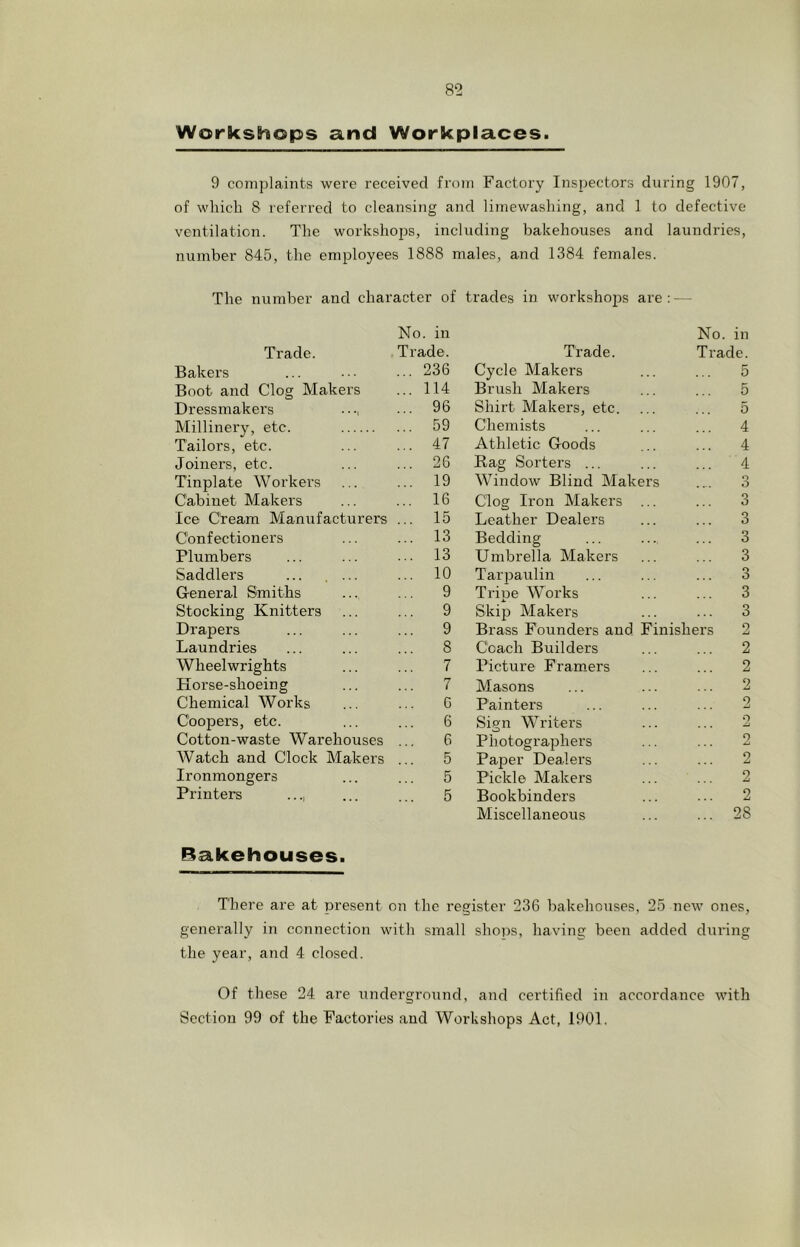 82
Workshops and Workplaces.
9 complaints were received from Factory Inspectors during 1907,
of which 8 referred to cleansing and limewashing, and 1 to defective
ventilation. The workshops, including bakehouses and laundries,
number 845, the employees 1888 males, and 1384 females.
The number and character of trades in workshops are : —
No. in
Trade. Trade.
Bakers ... ... ... 236
Boot and Clog Makers ... 114
Dressmakers ..., ... 96
Millinery, etc. ...... ... 59
Tailors, etc. ... ... 47
Joiners, etc. ... ... 26
Tinplate Workers ... ... 19
Cabinet Makers ... ... 16
Ice Cream Manufacturers ... 15
Confectioners ... ... 13
Plumbers ... ... ... 13
Saddlers ... . ... ... 10
General Smiths ..., ... 9
Stocking Knitters ... ... 9
Drapers ... ... ... 9
Laundries ... ... ... 8
Wheelwrights ... ... 7
Horse-shoeing ... ... 7
Chemical Works ... ... 6
Coopers, etc. ... ... 6
Cotton-waste Warehouses ... 6
Watch and Clock Makers ... 5
Ironmongers ... ... 5
Printers ..., ... ... 5
No. in
Trade. Trade.
Cycle Makers ... ... 5
Brush Makers ... ... 5
Shirt Makers, etc. ... ... 5
Chemists ... ... ... 4
Athletic Goods ... ... 4
Rag Sorters ... ... ... 4
Window Blind Makers ... 3
Clog Iron Makers ... ... 3
Leather Dealers ... ... 3
Bedding ... ..., ... 3
Umbrella Makers ... ... 3
Tarpaulin ... ... ... 3
Tripe Works ... ... 3
Skip Makers ... ... 3
Brass Founders and Finishers 2
Coach Builders ... ... 2
Picture Framers ... ... 2
Masons ... ... ... 2
Painters ... ... ... 2
Sign Writers ... ... 2
Photographers ... ... 2
Paper Dealers ... ... 2
Pickle Makers ... ... 2
Bookbinders ... ... 2
Miscellaneous ... ... 28
Bakehouses.
There are at present on the register 236 bakehouses, 25 new ones,
generally in connection with small shops, having been added during
the year, and 4 closed.
Of these 24 are underground, and certified in accordance with
Section 99 of the Factories and Workshops Act, 1901.